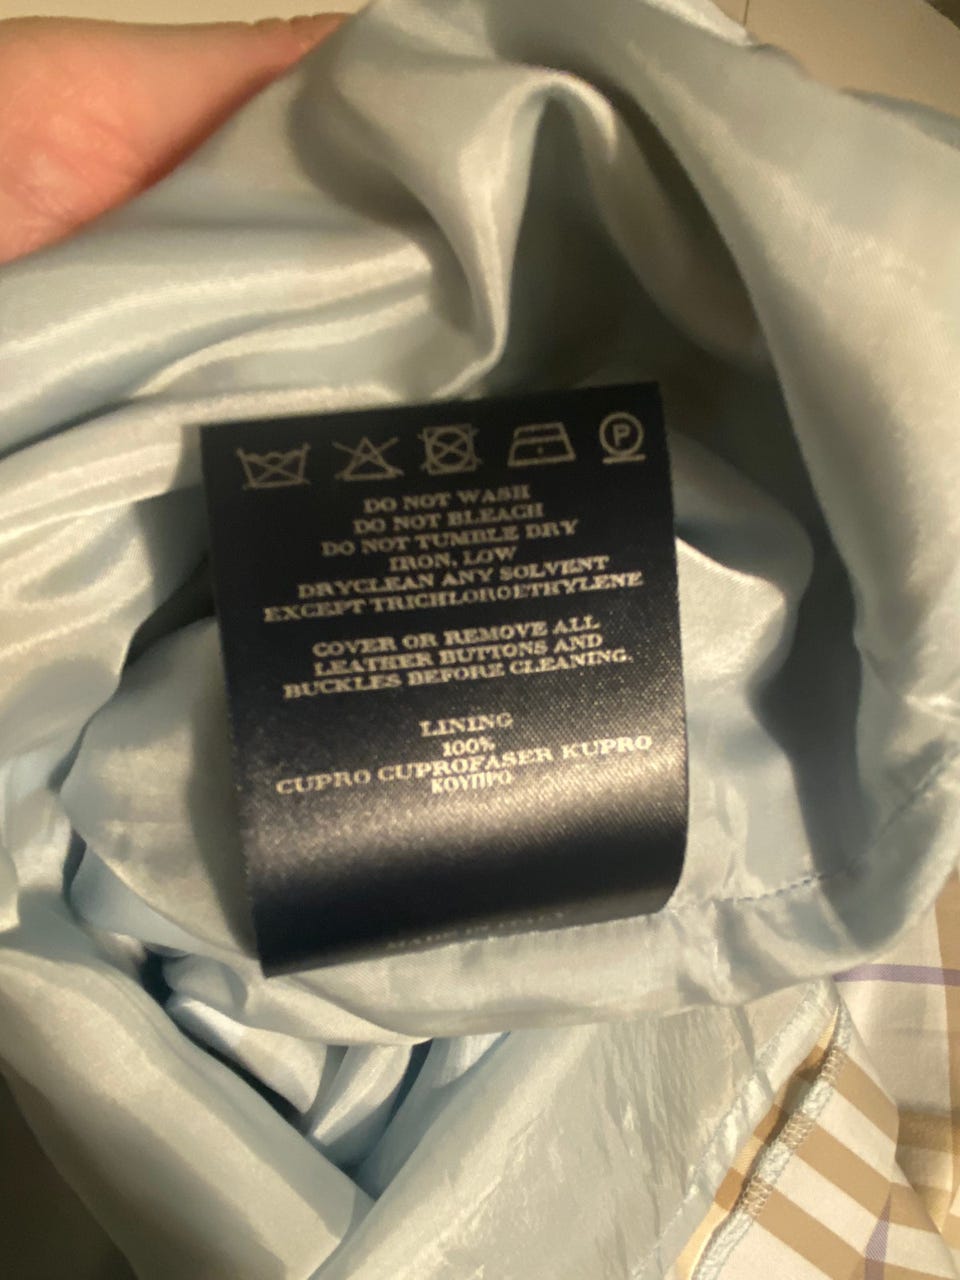 P
DO NOT WASH
DO NOT BLEACH
DO NOT TUMBLE DRY
IRON, LOW
DRYCLEAN ANY SOLVENT
EXCEPT TRICHLOROETHYLENE
COVER OR REMOVE ALL
LEATHER BUTTONS AND
BUCKLES BEFORE CLEANING.
LINING
100%
CUPRO CUPROFASER KUPRO
ΚΟΥΠΡΟ